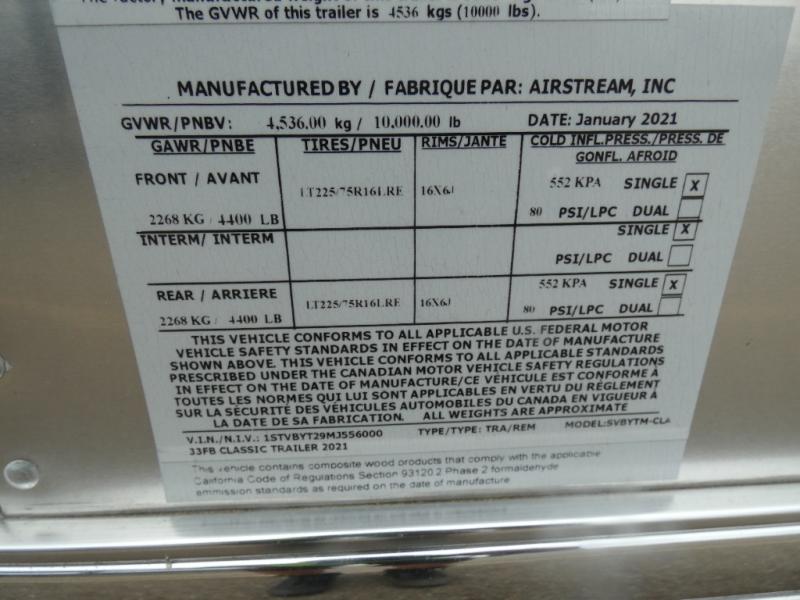 The GVWR of this trailer is 4536 kgs (10000 lbs).
MANUFACTURED BY / FABRIQUE PAR: AIRSTREAM, INC
GVWR/PNBV: 4,536.00 kg / 10,000.00 lb DATE: January 2021
GAWR/PNBE TIRES/PNEU RIMS/JANTE COLD INFL.PRESS./PRESS. DE
GONFL. AFROID
FRONT / AVANT LT225/75R16LRE 16X6J 552 KPA SINGLE X
2268 KG / 4400 LB 80 PSI/LPC DUAL
INTERM/ INTERM SINGLE X
PSI/LPC DUAL
REAR / ARRIERE LT225/75R16LRE 16X6J 552 KPA SINGLE X
2268 KG / 4400 LB 80 PSI/LPC DUAL
THIS VEHICLE CONFORMS TO ALL APPLICABLE U.S. FEDERAL MOTOR
VEHICLE SAFETY STANDARDS IN EFFECT ON THE DATE OF MANUFACTURE
SHOWN ABOVE. THIS VEHICLE CONFORMS TO ALL APPLICABLE STANDARDS
PRESCRIBED UNDER THE CANADIAN MOTOR VEHICLE SAFETY REGULATIONS
IN EFFECT ON THE DATE OF MANUFACTURE/CE VÉHICULE EST CONFORME À
TOUTES LES NORMES QUI LUI SONT APPLICABLES EN VERTU DU RÉGLEMENT
SUR LA SÉCURITÉ DES VÉHICULES AUTOMOBILES DU CANADA EN VIGUEUR À
LA DATE DE SA FABRICATION. ALL WEIGHTS ARE APPROXIMATE
V.I.N./N.I.V.: 1STVBYT29MJ556000 TYPE/TYPE: TRA/REM MODEL:SVBYTM-CLA
33FB CLASSIC TRAILER 2021
This vehicle contains composite wood products that comply with the applicable
California Code of Regulations Section 93120.2 Phase 2 formaldehyde
emmission standards as required on the date of manufacture